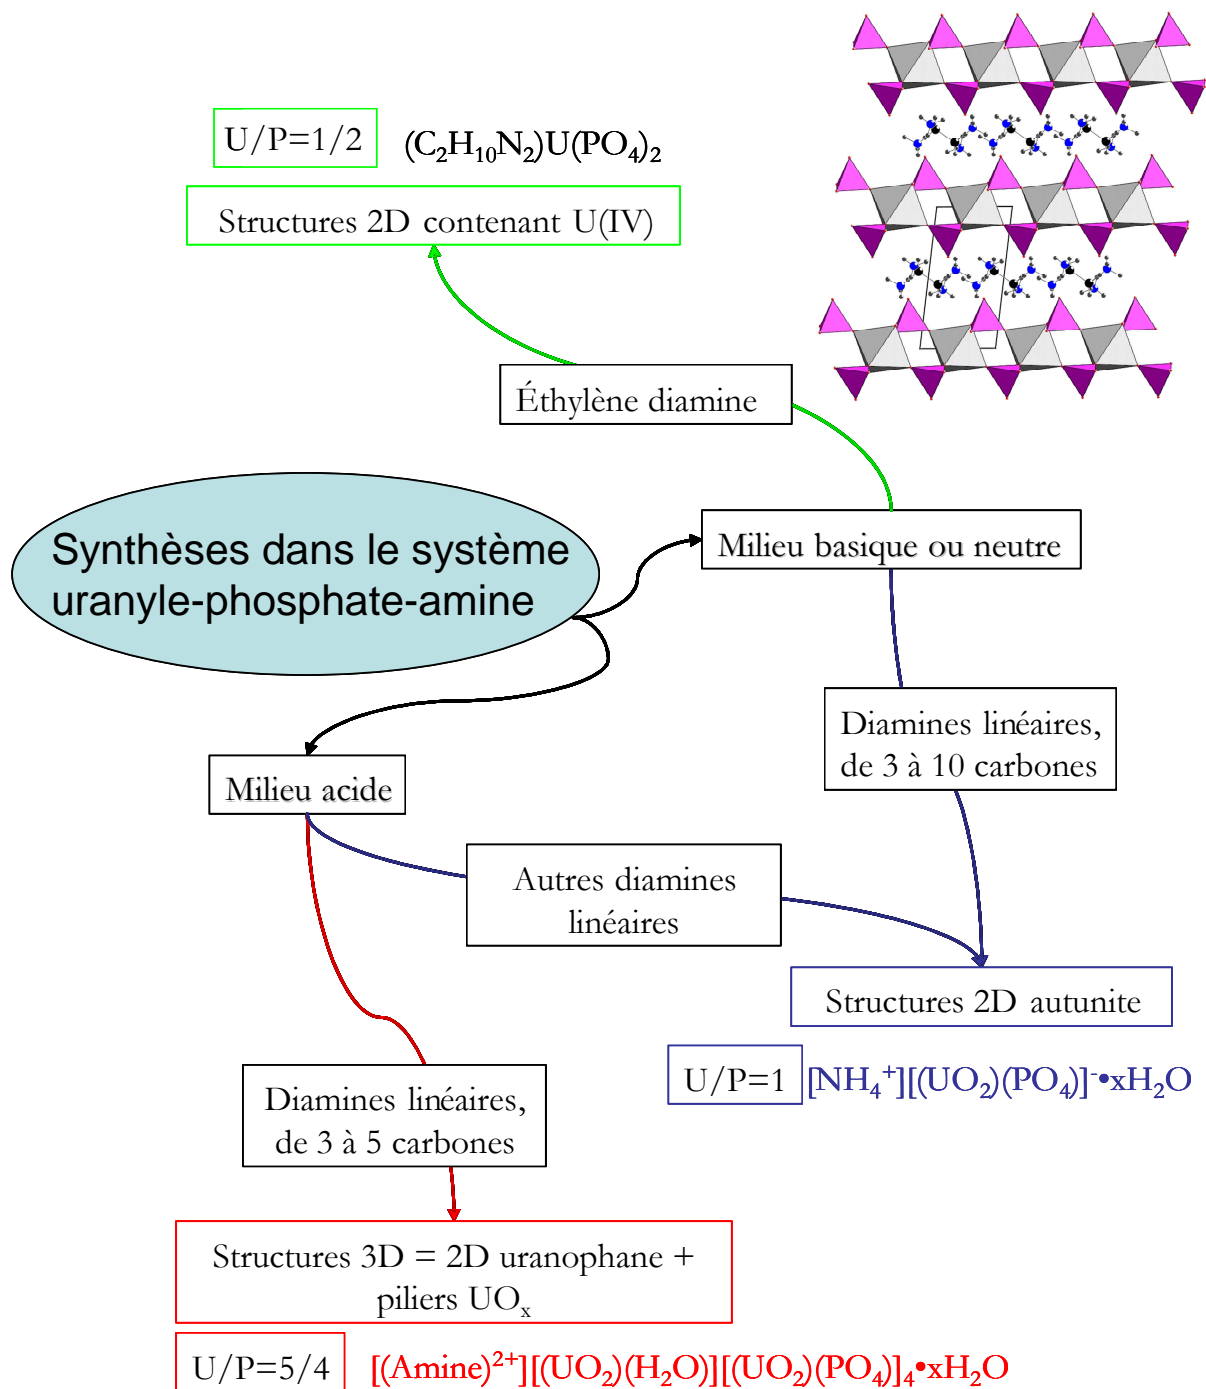 U/P=1/2
(C₂H₁₀N₂)U(PO₄)₂
Structures 2D contenant U(IV)
Éthylène diamine
Synthèses dans le système
uranyle-phosphate-amine
Milieu basique ou neutre
Diamines linéaires,
de 3 à 10 carbones
Milieu acide
Autres diamines
linéaires
Structures 2D autunite
U/P=1
[NH₄⁺][(UO₂)(PO₄)]⁻•xH₂O
Diamines linéaires,
de 3 à 5 carbones
Structures 3D = 2D uranophane +
piliers UOₓ
U/P=5/4
[(Amine)²⁺][(UO₂)(H₂O)][(UO₂)(PO₄)]₄•xH₂O